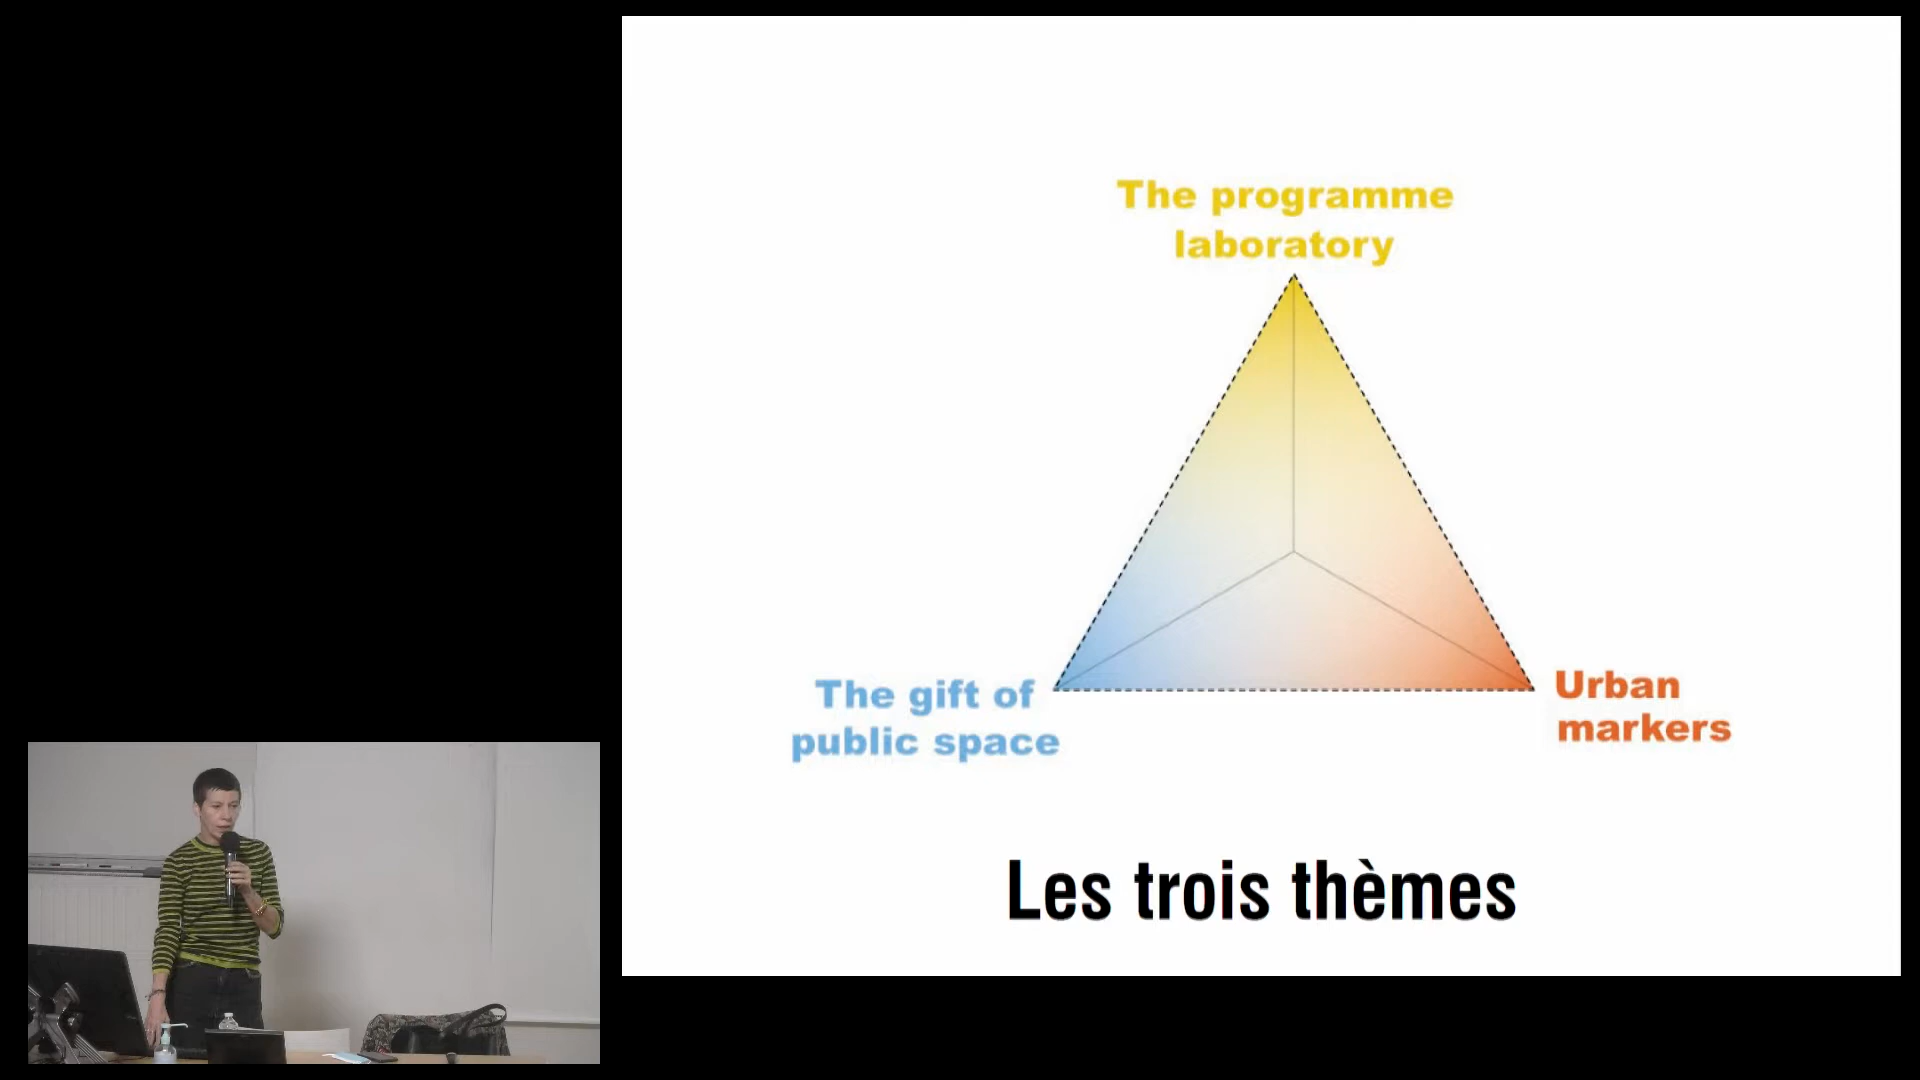 The programme
laboratory
The gift of
public space
Urban
markers
Les trois thèmes